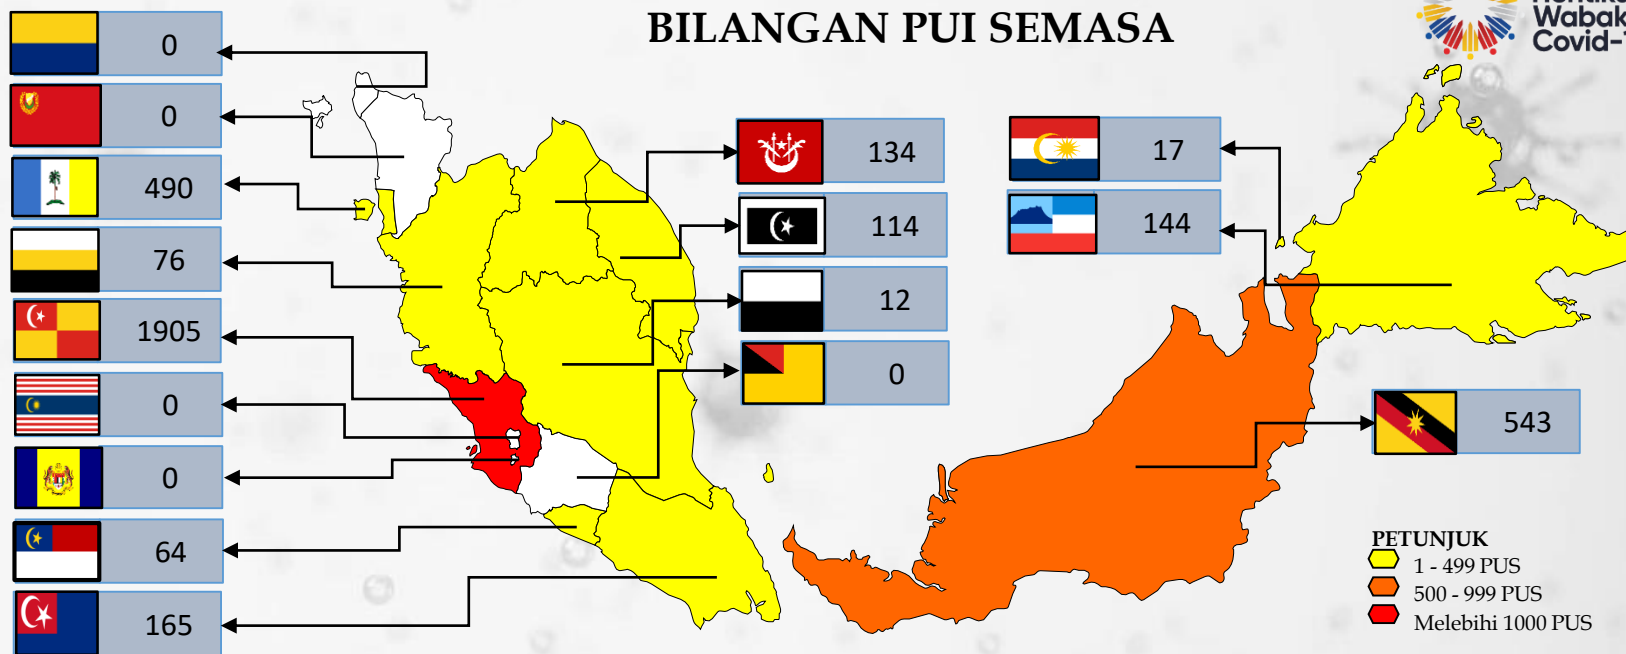 BILANGAN PUI SEMASA
Wabak
Covid-1
0
0
490
76
1905
0
0
64
165
134
114
12
0
17
144
543
PETUNJUK
1 - 499 PUS
500 - 999 PUS
Melebihi 1000 PUS